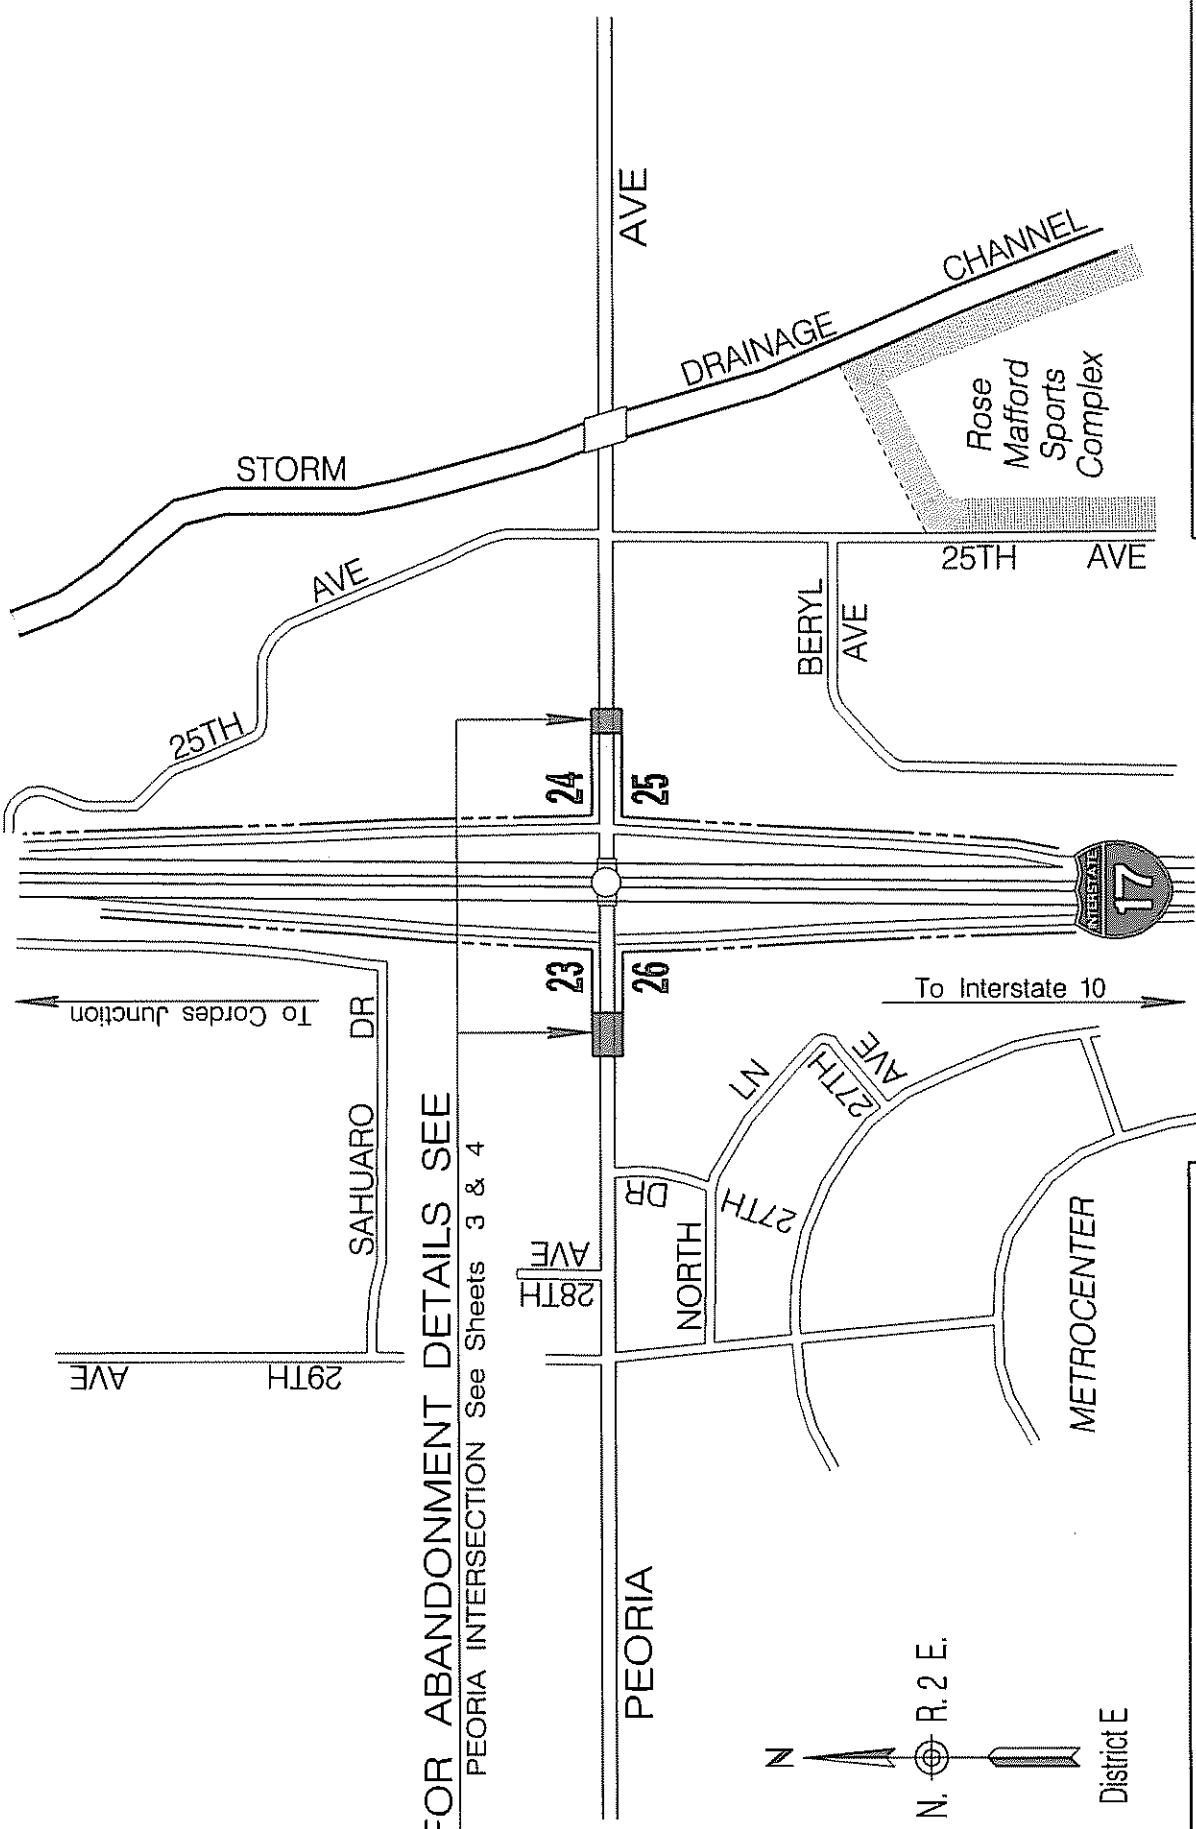 FOR ABANDONMENT DETAILS SEE
PEORIA INTERSECTION See Sheets 3 & 4
29TH AVE
SAHUARO DR
To Cordes Junction
25TH AVE
STORM DRAINAGE CHANNEL
28TH
AVE
23
24
26
25
PEORIA AVE
NORTH LN
27TH DR
27TH AVE
BERYL
AVE
25TH AVE
Rose
Mafford
Sports
Complex
To Interstate 10
INTERSTATE
17
METROCENTER
N
N. R. 2 E.
District E